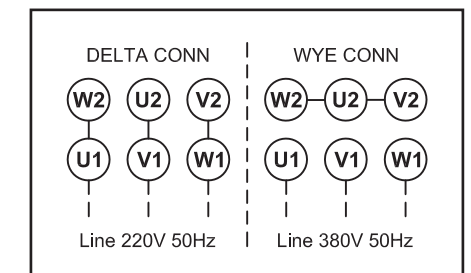 DELTA CONN
W2 U2 V2
U1 V1 W1
Line 220V 50Hz
WYE CONN
W2 U2 V2
U1 V1 W1
Line 380V 50Hz